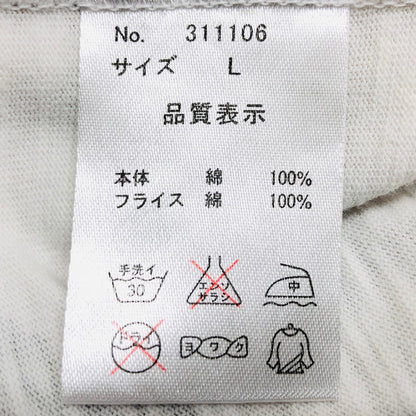 No. 311106
サイズ L
品質表示
本体 綿 100%
フライス 綿 100%
手洗イ 30
エンソ サラシ
中
ドライ
ヨワク